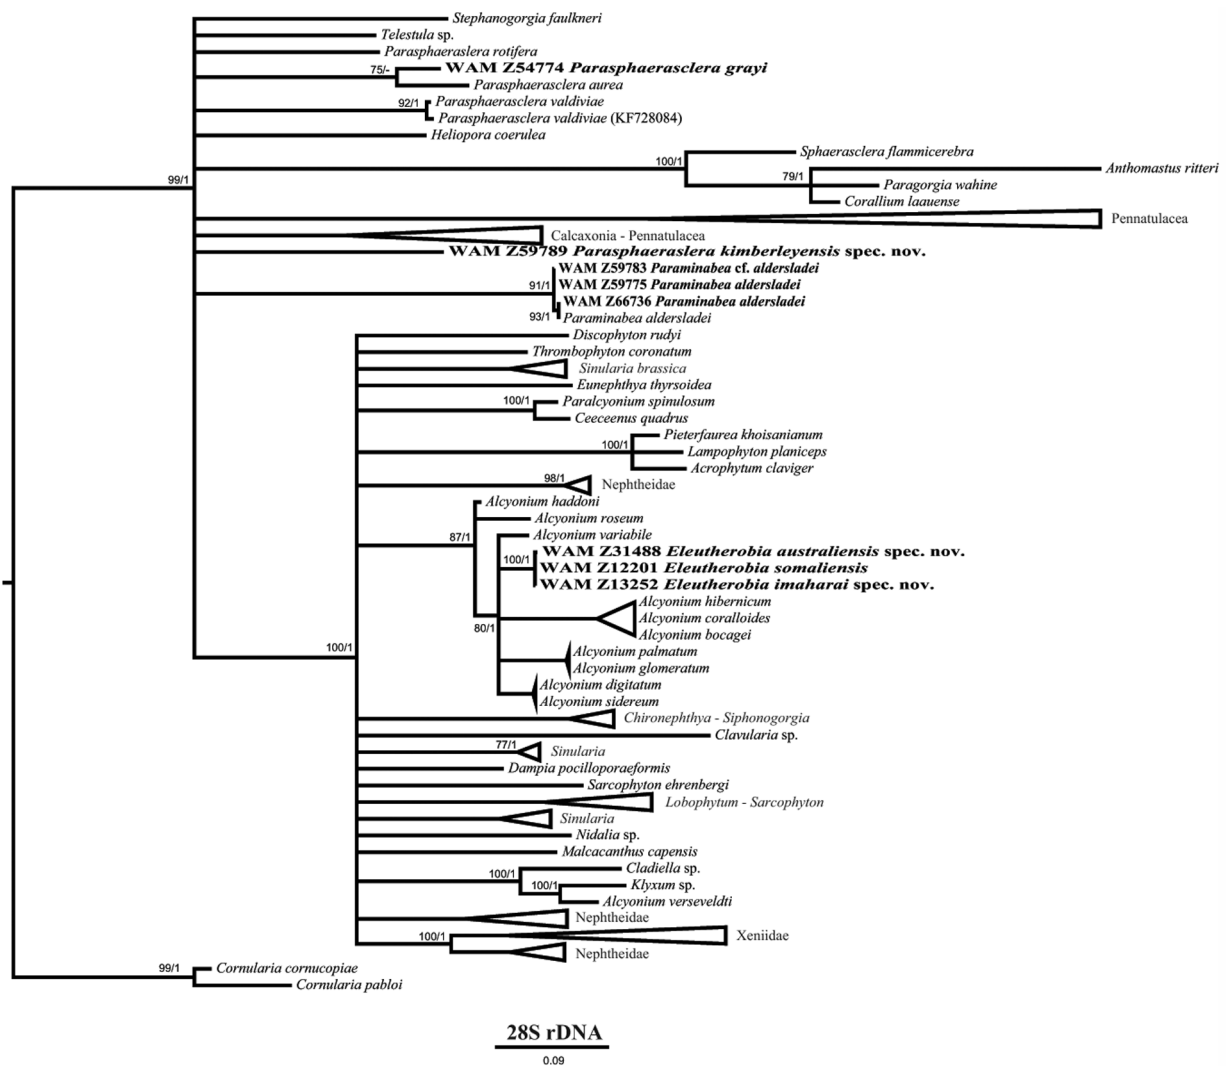 Stephanogorgia faulkneri
Telestula sp.
Parasphaeraslera rotifera
75/-
WAM Z54774 Parasphaerasclera grayi
Parasphaerasclera aurea
92/1
Parasphaerasclera valdiviae
Parasphaerasclera valdiviae (KF728084)
Heliopora coerulea
100/1
Sphaerasclera flammicerebra
79/1
Anthomastus ritteri
Paragorgia wahine
Corallium laauense
99/1
Pennatulacea
Calcaxonia - Pennatulacea
WAM Z59789 Parasphaeraslera kimberleyensis spec. nov.
91/1
WAM Z59783 Paraminabea cf. aldersladei
WAM Z59775 Paraminabea aldersladei
WAM Z66736 Paraminabea aldersladei
93/1
Paraminabea aldersladei
Discophyton rudyi
Thrombophyton coronatum
Sinularia brassica
Eunephthya thyrsoidea
100/1
Paralcyonium spinulosum
Ceeceenus quadrus
100/1
Pieterfaurea khoisanianum
Lampophyton planiceps
Acrophytum claviger
98/1
Nephtheidae
87/1
Alcyonium haddoni
Alcyonium roseum
Alcyonium variabile
100/1
WAM Z31488 Eleutherobia australiensis spec. nov.
WAM Z12201 Eleutherobia somaliensis
WAM Z13252 Eleutherobia imaharai spec. nov.
80/1
Alcyonium hibernicum
Alcyonium coralloides
Alcyonium bocagei
Alcyonium palmatum
Alcyonium glomeratum
Alcyonium digitatum
Alcyonium sidereum
100/1
Chironephthya - Siphonogorgia
Clavularia sp.
77/1
Sinularia
Dampia pocilloporaeformis
Sarcophyton ehrenbergi
Lobophytum - Sarcophyton
Sinularia
Nidalia sp.
Malcacanthus capensis
100/1
Cladiella sp.
100/1
Klyxum sp.
Alcyonium verseveldti
Nephtheidae
100/1
Xeniidae
Nephtheidae
99/1
Cornularia cornucopiae
Cornularia pabloi
28S rDNA
0.09